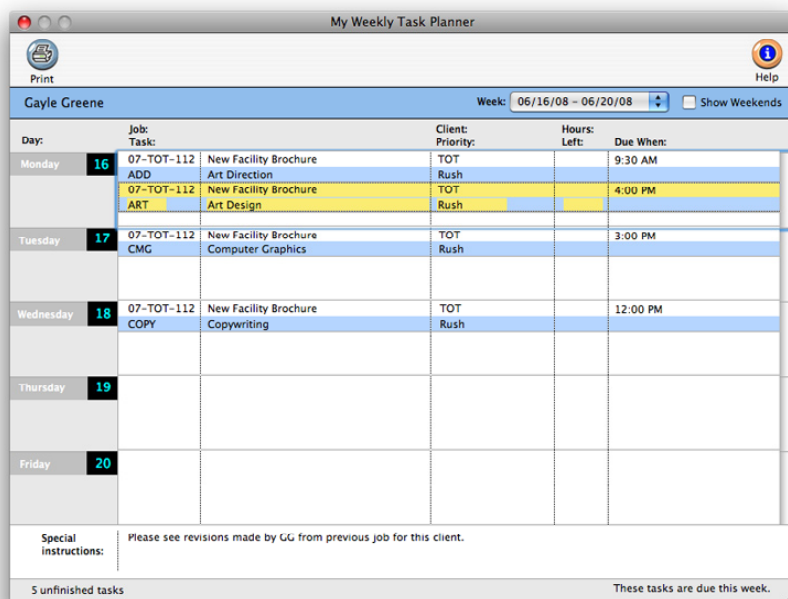 My Weekly Task Planner
Print
Help
Gayle Greene
Week: 06/16/08 - 06/20/08 Show Weekends
Day:
Job:
Task:
Client:
Priority:
Hours:
Left:
Due When:
Monday 16
07-TOT-112 New Facility Brochure TOT 9:30 AM
ADD Art Direction Rush
07-TOT-112 New Facility Brochure TOT 4:00 PM
ART Art Design Rush
Tuesday 17
07-TOT-112 New Facility Brochure TOT 3:00 PM
CMG Computer Graphics Rush
Wednesday 18
07-TOT-112 New Facility Brochure TOT 12:00 PM
COPY Copywriting Rush
Thursday 19
Friday 20
Special
instructions:
Please see revisions made by GG from previous job for this client.
5 unfinished tasks
These tasks are due this week.